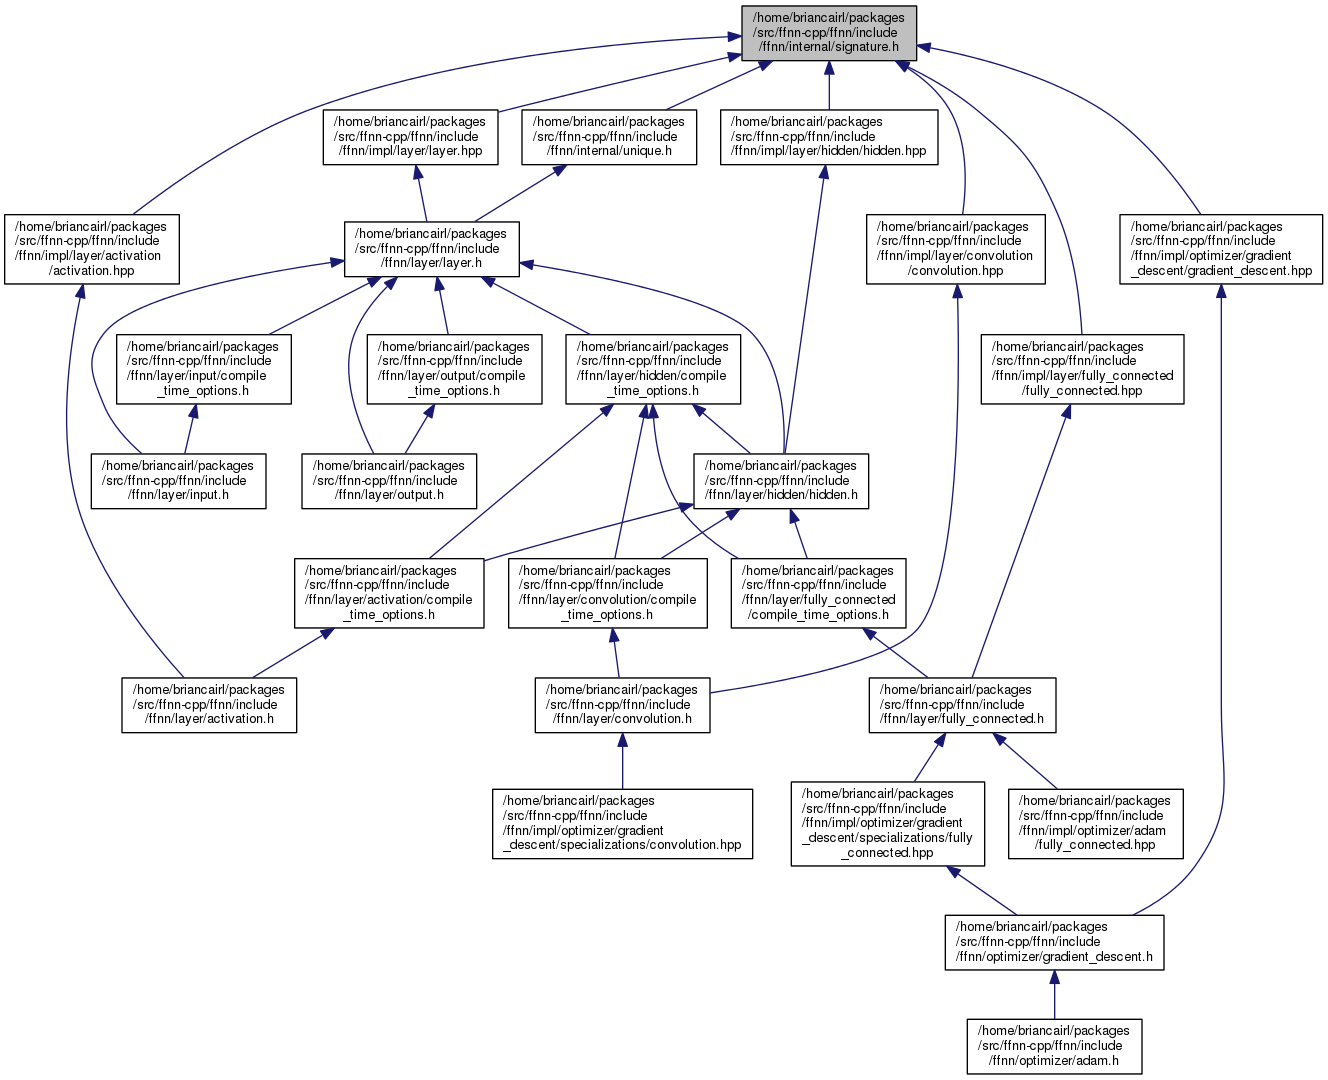 /home/briancairl/packages
/src/ffnn-cpp/ffnn/include
/ffnn/internal/signature.h
/home/briancairl/packages
/src/ffnn-cpp/ffnn/include
/ffnn/impl/layer/layer.hpp
/home/briancairl/packages
/src/ffnn-cpp/ffnn/include
/ffnn/internal/unique.h
/home/briancairl/packages
/src/ffnn-cpp/ffnn/include
/ffnn/impl/layer/hidden/hidden.hpp
/home/briancairl/packages
/src/ffnn-cpp/ffnn/include
/ffnn/impl/layer/activation
/activation.hpp
/home/briancairl/packages
/src/ffnn-cpp/ffnn/include
/ffnn/layer/layer.h
/home/briancairl/packages
/src/ffnn-cpp/ffnn/include
/ffnn/impl/layer/convolution
/convolution.hpp
/home/briancairl/packages
/src/ffnn-cpp/ffnn/include
/ffnn/impl/optimizer/gradient
_descent/gradient_descent.hpp
/home/briancairl/packages
/src/ffnn-cpp/ffnn/include
/ffnn/layer/input/compile
_time_options.h
/home/briancairl/packages
/src/ffnn-cpp/ffnn/include
/ffnn/layer/output/compile
_time_options.h
/home/briancairl/packages
/src/ffnn-cpp/ffnn/include
/ffnn/layer/hidden/compile
_time_options.h
/home/briancairl/packages
/src/ffnn-cpp/ffnn/include
/ffnn/impl/layer/fully_connected
/fully_connected.hpp
/home/briancairl/packages
/src/ffnn-cpp/ffnn/include
/ffnn/layer/input.h
/home/briancairl/packages
/src/ffnn-cpp/ffnn/include
/ffnn/layer/output.h
/home/briancairl/packages
/src/ffnn-cpp/ffnn/include
/ffnn/layer/hidden/hidden.h
/home/briancairl/packages
/src/ffnn-cpp/ffnn/include
/ffnn/layer/activation/compile
_time_options.h
/home/briancairl/packages
/src/ffnn-cpp/ffnn/include
/ffnn/layer/convolution/compile
_time_options.h
/home/briancairl/packages
/src/ffnn-cpp/ffnn/include
/ffnn/layer/fully_connected
/compile_time_options.h
/home/briancairl/packages
/src/ffnn-cpp/ffnn/include
/ffnn/layer/activation.h
/home/briancairl/packages
/src/ffnn-cpp/ffnn/include
/ffnn/layer/convolution.h
/home/briancairl/packages
/src/ffnn-cpp/ffnn/include
/ffnn/layer/fully_connected.h
/home/briancairl/packages
/src/ffnn-cpp/ffnn/include
/ffnn/impl/optimizer/gradient
_descent/specializations/convolution.hpp
/home/briancairl/packages
/src/ffnn-cpp/ffnn/include
/ffnn/impl/optimizer/gradient
_descent/specializations/fully
_connected.hpp
/home/briancairl/packages
/src/ffnn-cpp/ffnn/include
/ffnn/impl/optimizer/adam
/fully_connected.hpp
/home/briancairl/packages
/src/ffnn-cpp/ffnn/include
/ffnn/optimizer/gradient_descent.h
/home/briancairl/packages
/src/ffnn-cpp/ffnn/include
/ffnn/optimizer/adam.h